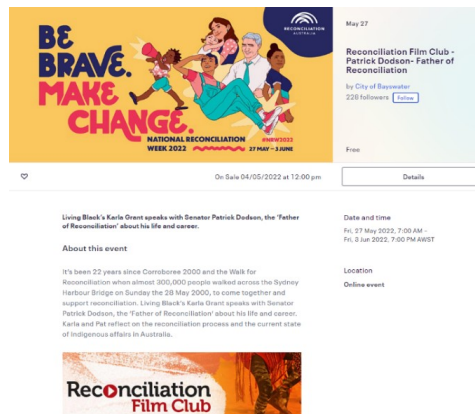 BE
BRAVE.
MAKE
CHANGE.
NATIONAL RECONCILIATION
WEEK 2022
#NRW2022
27 MAY – 3 JUNE
RECONCILIATION
AUSTRALIA
May 27
Reconciliation Film Club -
Patrick Dodson- Father of
Reconciliation
by City of Bayswater
228 followers Follow
Free
On Sale 04/05/2022 at 12:00 pm
Details
Living Black's Karla Grant speaks with Senator Patrick Dodson, the 'Father
of Reconciliation' about his life and career.
About this event
It's been 22 years since Corroboree 2000 and the Walk for
Reconciliation when almost 300,000 people walked across the Sydney
Harbour Bridge on Sunday the 28 May 2000, to come together and
support reconciliation. Living Black's Karla Grant speaks with Senator
Patrick Dodson, the 'Father of Reconciliation' about his life and career.
Karla and Pat reflect on the reconciliation process and the current state
of Indigenous affairs in Australia.
Date and time
Fri, 27 May 2022, 7:00 AM –
Fri, 3 Jun 2022, 7:00 PM AWST
Location
Online event
Reconciliation
Film Club